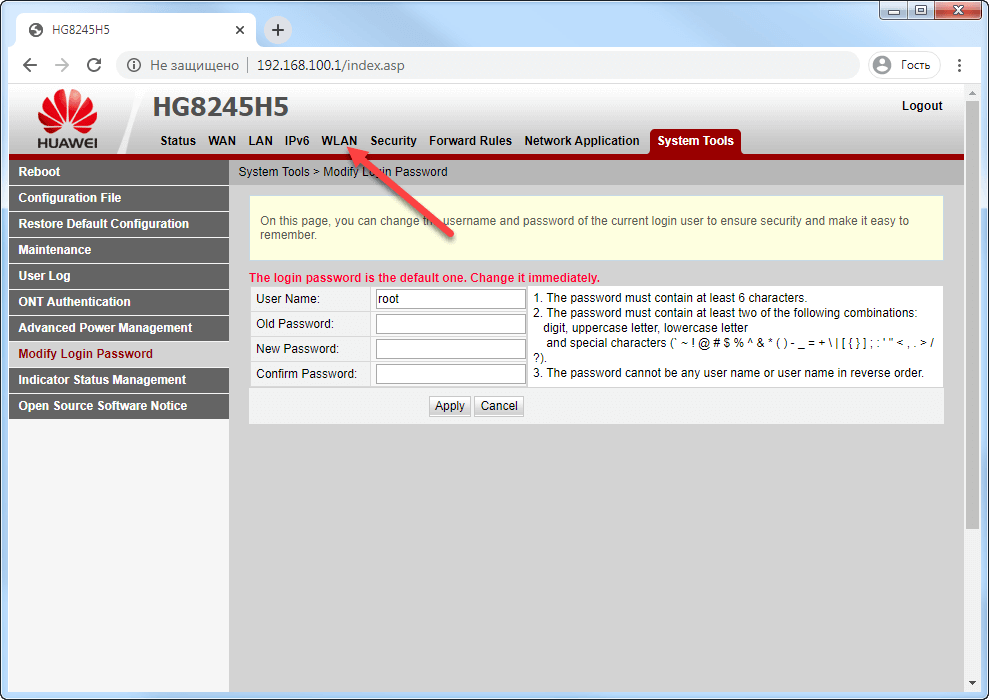 HG8245H5
Не защищено
192.168.100.1/index.asp
Гость
HUAWEI
HG8245H5
Logout
Status WAN LAN IPv6 WLAN Security Forward Rules Network Application System Tools
Reboot
Configuration File
Restore Default Configuration
Maintenance
User Log
ONT Authentication
Advanced Power Management
Modify Login Password
Indicator Status Management
Open Source Software Notice
System Tools > Modify Login Password
On this page, you can change the username and password of the current login user to ensure security and make it easy to
remember.
The login password is the default one. Change it immediately.
User Name: root
Old Password:
New Password:
Confirm Password:
1. The password must contain at least 6 characters.
2. The password must contain at least two of the following combinations:
digit, uppercase letter, lowercase letter
and special characters (` ~ ! @ # $ % ^ & * ( ) - _ = + \ | [ { } ] ; : ' " < , . > /
?).
3. The password cannot be any user name or user name in reverse order.
Apply Cancel